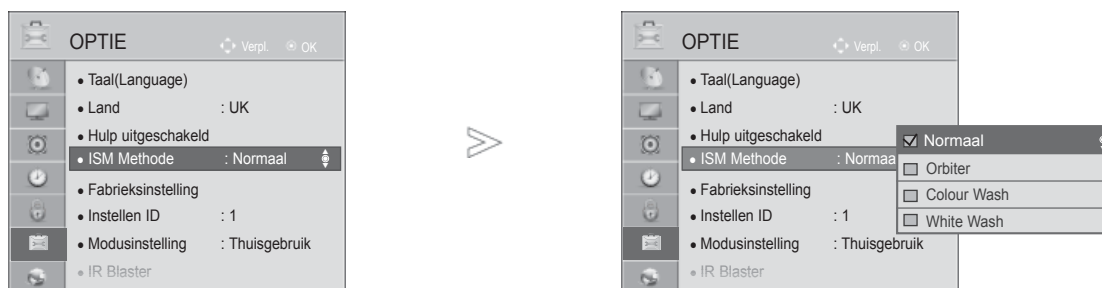 OPTIE
Verpl. OK
• Taal(Language)
• Land : UK
• Hulp uitgeschakeld
• ISM Methode : Normaal
• Fabrieksinstelling
• Instellen ID : 1
• Modusinstelling : Thuisgebruik
• IR Blaster
OPTIE
Verpl. OK
• Taal(Language)
• Land : UK
• Hulp uitgeschakeld
• ISM Methode : Normaa
• Fabrieksinstelling
• Instellen ID : 1
• Modusinstelling : Thuisgebruik
• IR Blaster
Normaal
Orbiter
Colour Wash
White Wash